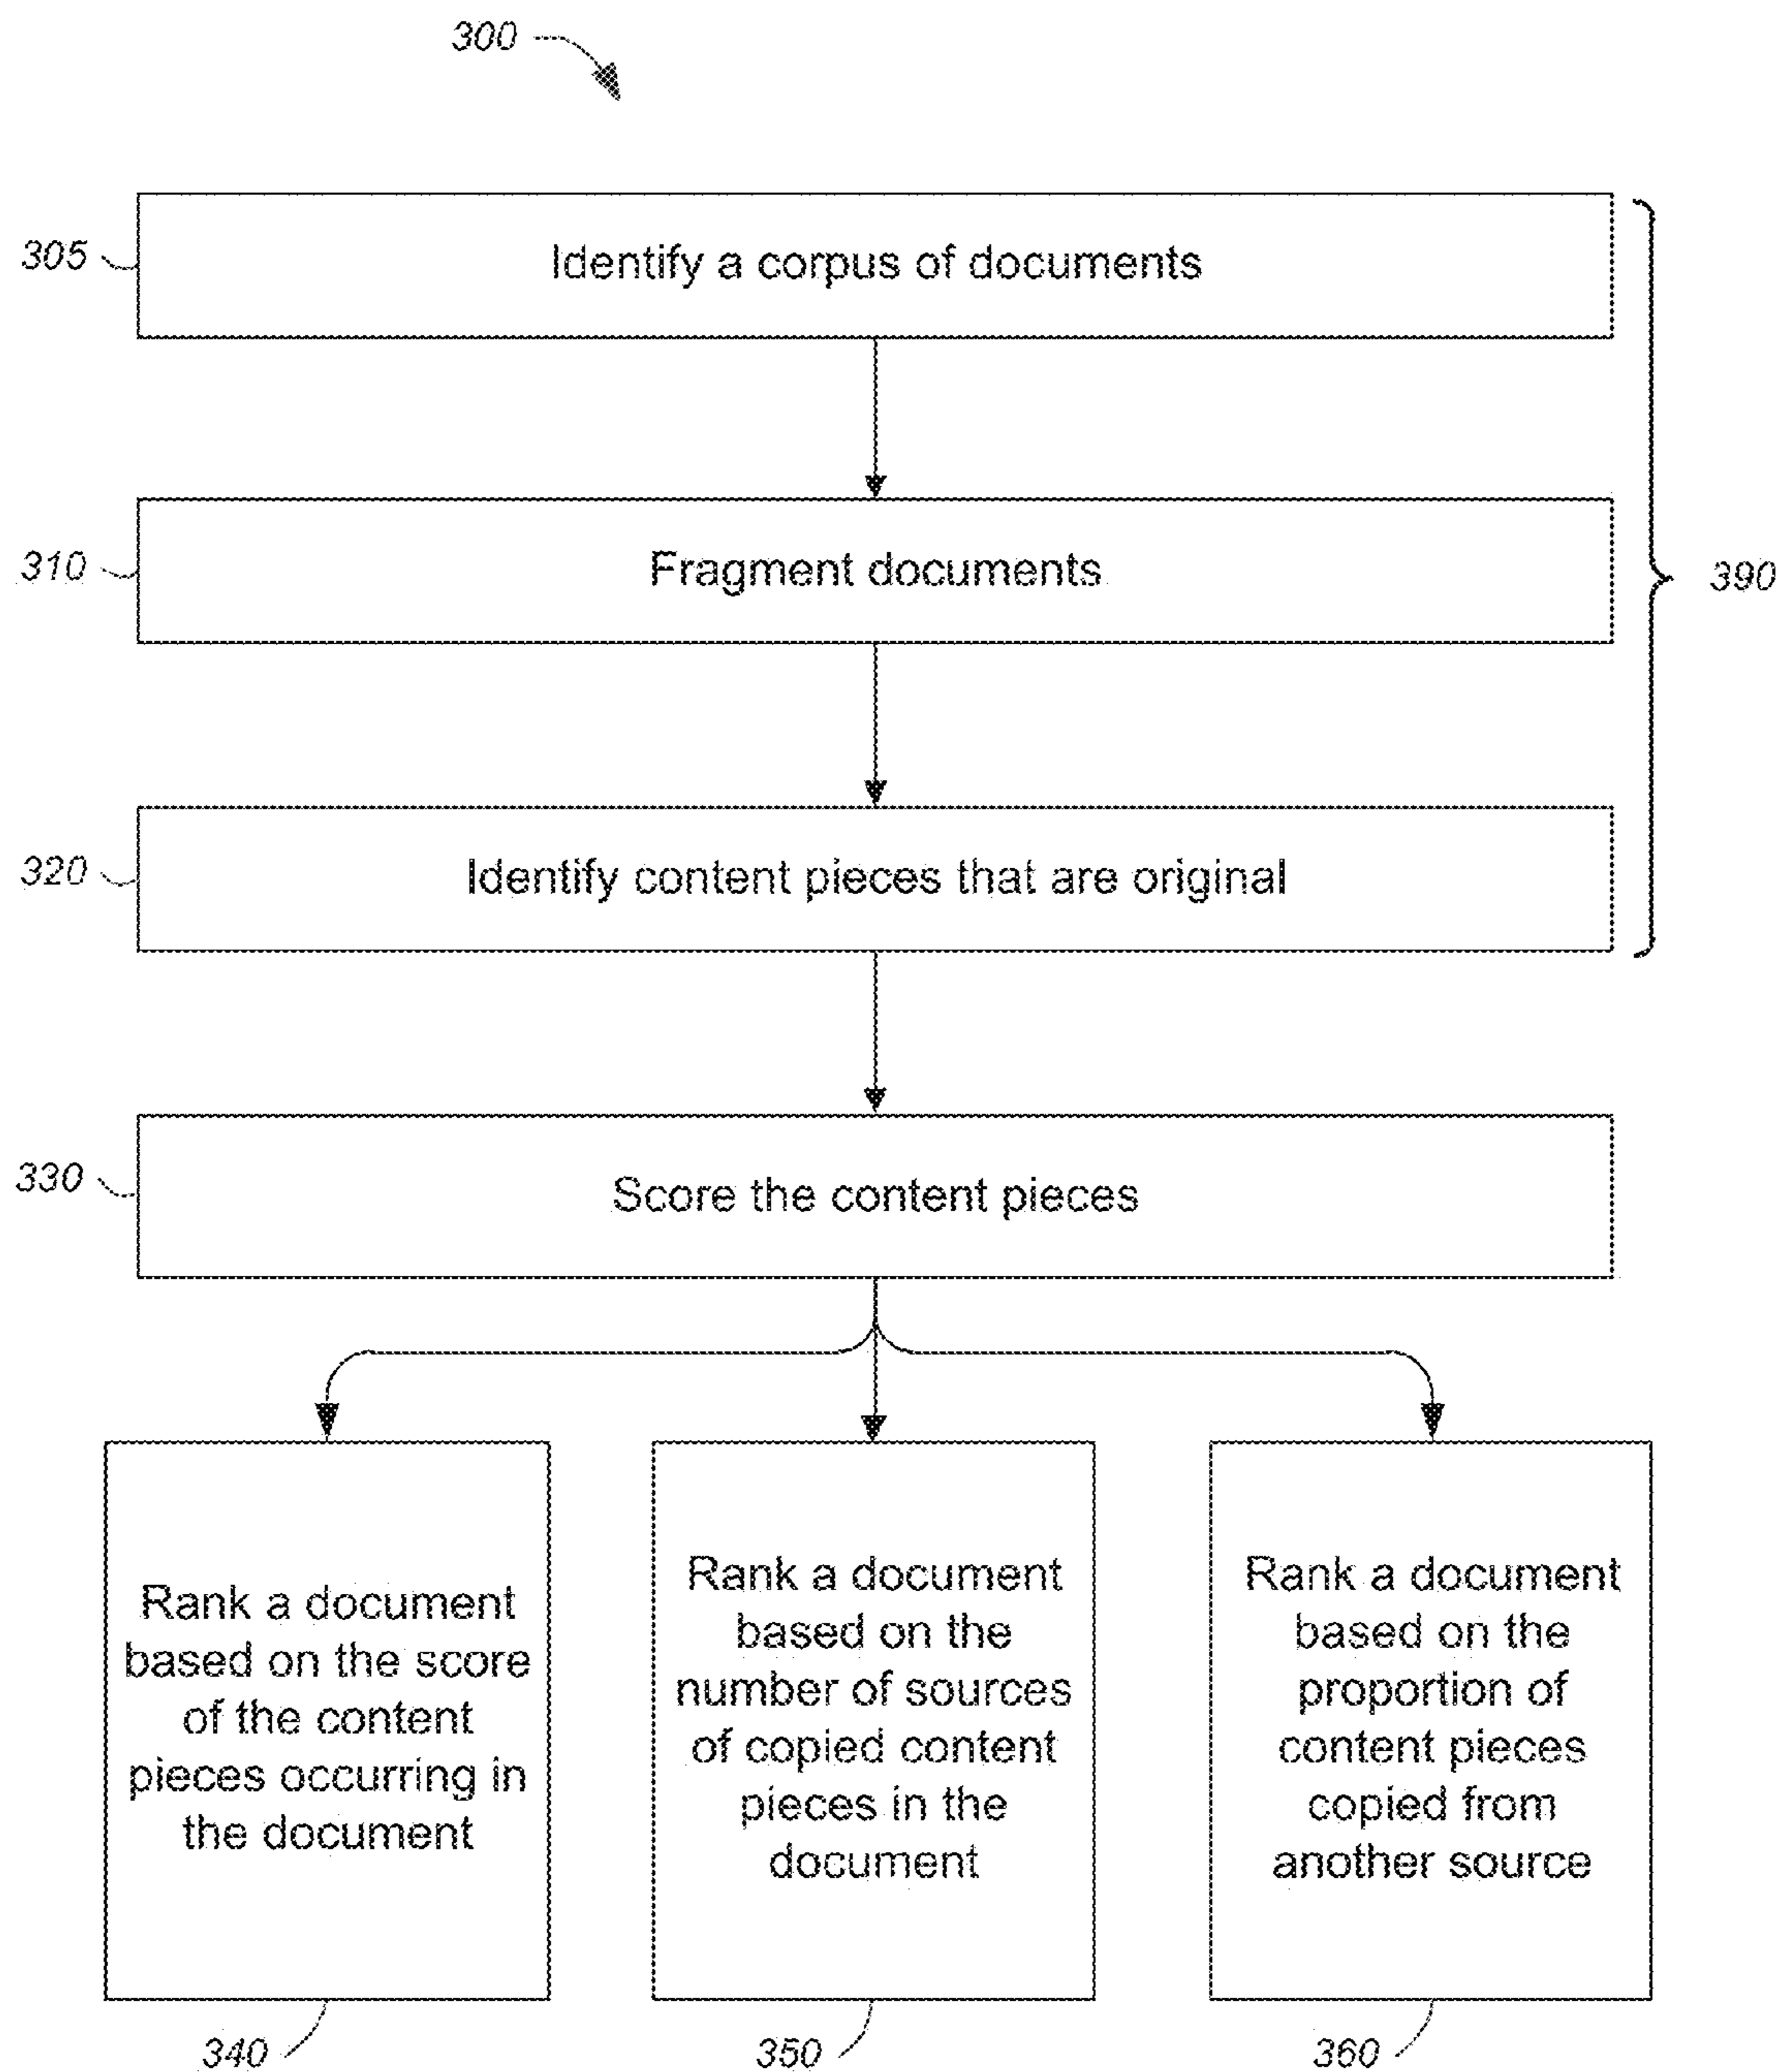 300
305
Identify a corpus of documents
310
Fragment documents
390
320
Identify content pieces that are original
330
Score the content pieces
Rank a document
based on the score
of the content
pieces occurring in
the document
Rank a document
based on the
number of sources
of copied content
pieces in the
document
Rank a document
based on the
proportion of
content pieces
copied from
another source
340
350
360